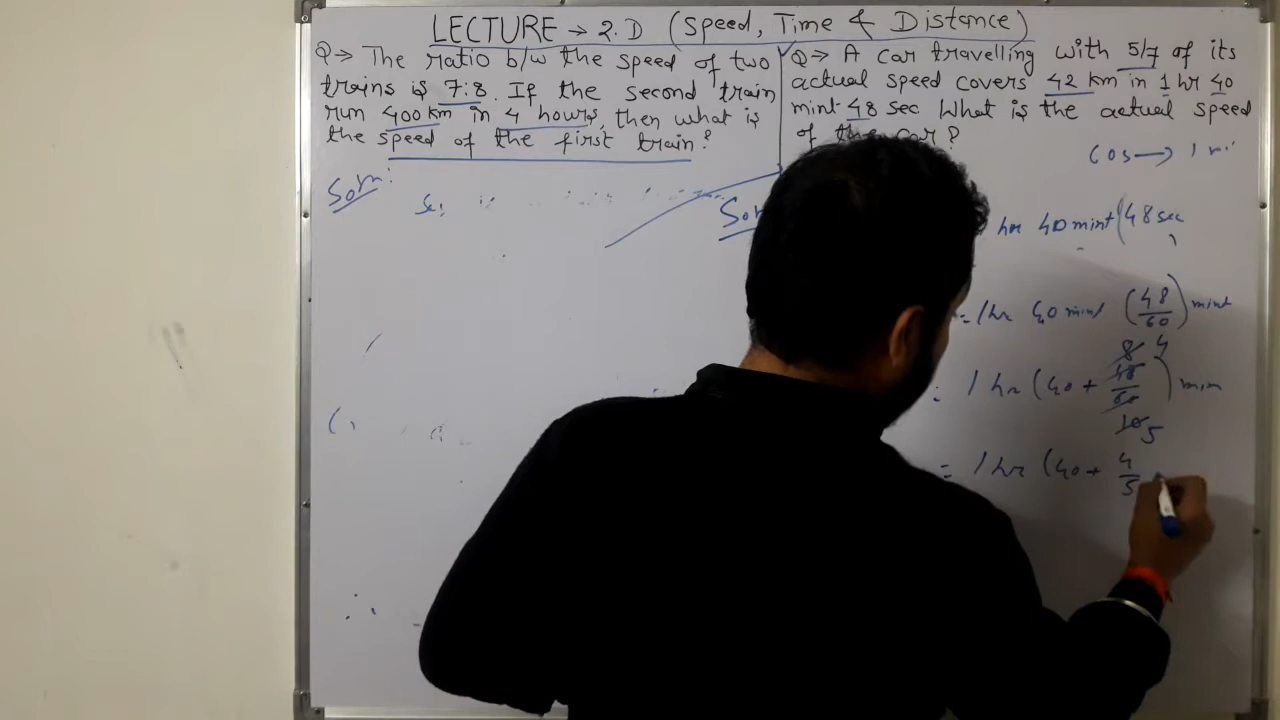 LECTURE → 2.D (Speed, Time & Distance)
Q→ The ratio b/w the speed of two
trains is 7:8. If the second train
run 400 km in 4 hours, then what is
the speed of the first train?
Soln:
Q→ A car travelling with 5/7 of its
actual speed covers 42 km in 1 hr 40
mint 48 sec What is the actual speed
of the car?
60s → 1
hr 40 mint (48 sec
= 1hr 40 mint (48/60) mint
8 4
= 1 hr (40 + 48/60) min
10 5
= 1 hr (40 + 4/5